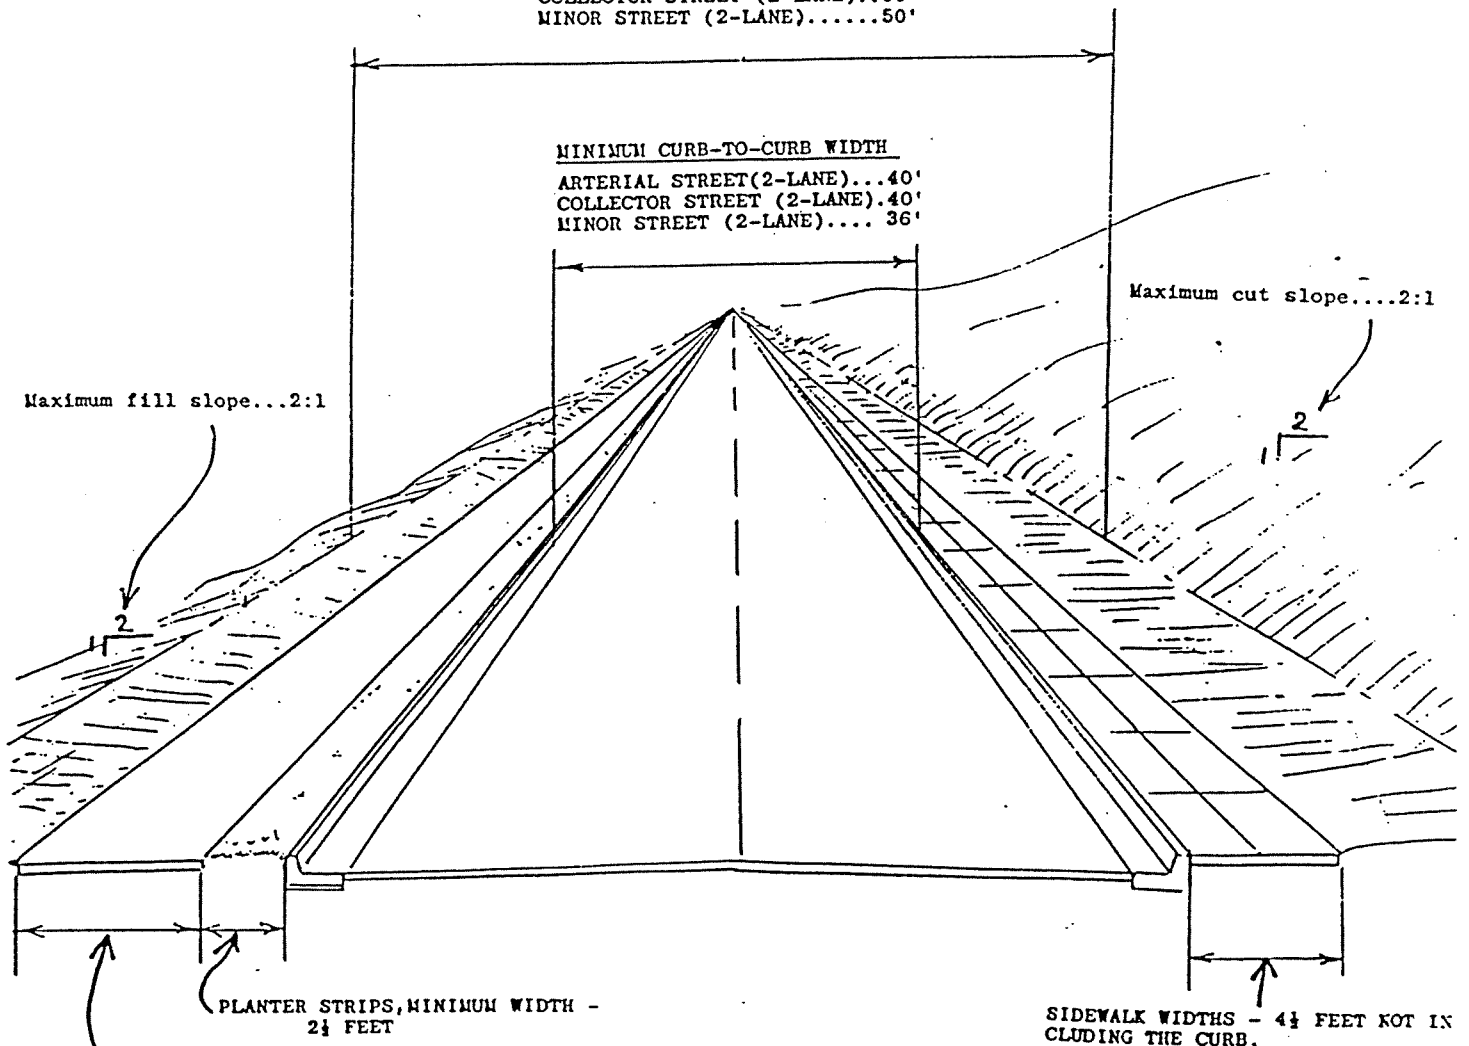 MINOR STREET (2-LANE)......50'
MINIMUM CURB-TO-CURB WIDTH
ARTERIAL STREET(2-LANE)...40'
COLLECTOR STREET (2-LANE).40'
MINOR STREET (2-LANE).... 36'
Maximum cut slope....2:1
2
1
Maximum fill slope...2:1
2
1
PLANTER STRIPS, MINIMUM WIDTH -
2½ FEET
SIDEWALK WIDTHS - 4½ FEET NOT IN
CLUDING THE CURB.